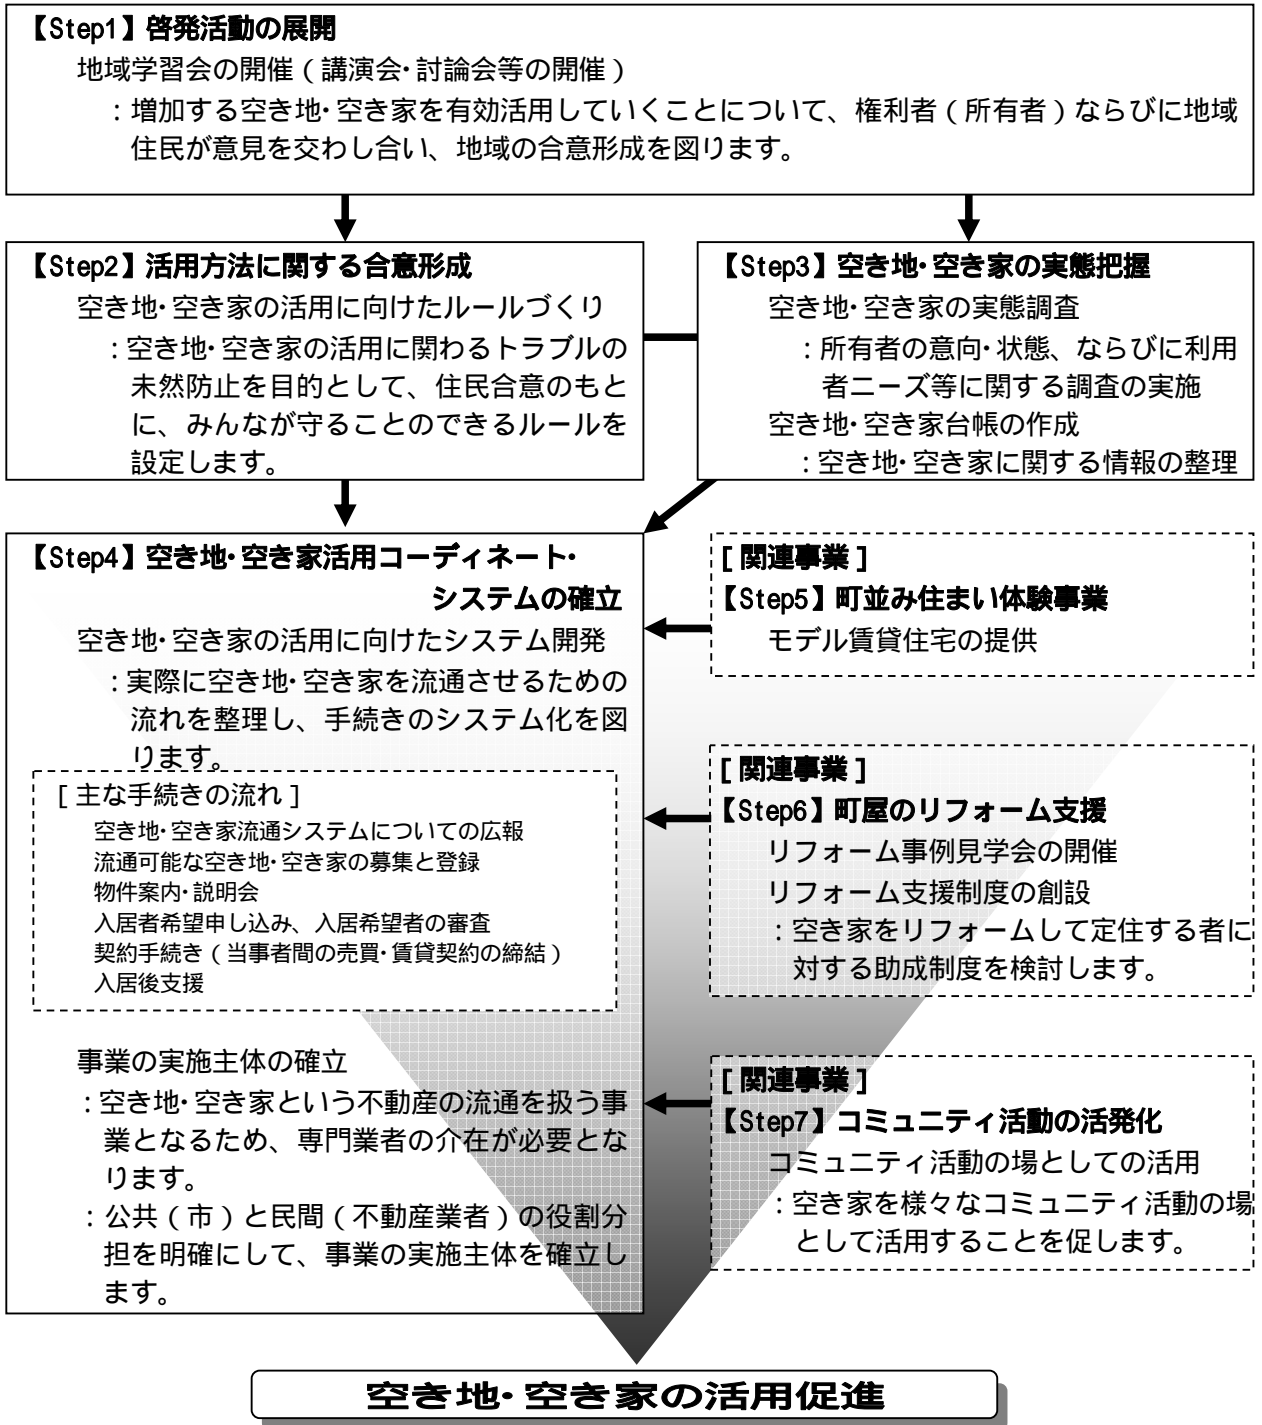 【Step1】啓発活動の展開
地域学習会の開催(講演会・討論会等の開催)
:増加する空き地・空き家を有効活用していくことについて、権利者(所有者)ならびに地域
住民が意見を交わし合い、地域の合意形成を図ります。
【Step2】活用方法に関する合意形成
空き地・空き家の活用に向けたルールづくり
:空き地・空き家の活用に関わるトラブルの
未然防止を目的として、住民合意のもと
に、みんなが守ることのできるルールを
設定します。
【Step3】空き地・空き家の実態把握
空き地・空き家の実態調査
:所有者の意向・状態、ならびに利用
者ニーズ等に関する調査の実施
空き地・空き家台帳の作成
:空き地・空き家に関する情報の整理
【Step4】空き地・空き家活用コーディネート・
システムの確立
空き地・空き家の活用に向けたシステム開発
:実際に空き地・空き家を流通させるための
流れを整理し、手続きのシステム化を図
ります。
[主な手続きの流れ]
空き地・空き家流通システムについての広報
流通可能な空き地・空き家の募集と登録
物件案内・説明会
入居者希望申し込み、入居希望者の審査
契約手続き(当事者間の売買・賃貸契約の締結)
入居後支援
事業の実施主体の確立
:空き地・空き家という不動産の流通を扱う事
業となるため、専門業者の介在が必要とな
ります。
:公共(市)と民間(不動産業者)の役割分
担を明確にして、事業の実施主体を確立し
ます。
[関連事業]
【Step5】町並み住まい体験事業
モデル賃貸住宅の提供
[関連事業]
【Step6】町屋のリフォーム支援
リフォーム事例見学会の開催
リフォーム支援制度の創設
:空き家をリフォームして定住する者に
対する助成制度を検討します。
[関連事業]
【Step7】コミュニティ活動の活発化
コミュニティ活動の場としての活用
:空き家を様々なコミュニティ活動の場
として活用することを促します。
空き地・空き家の活用促進